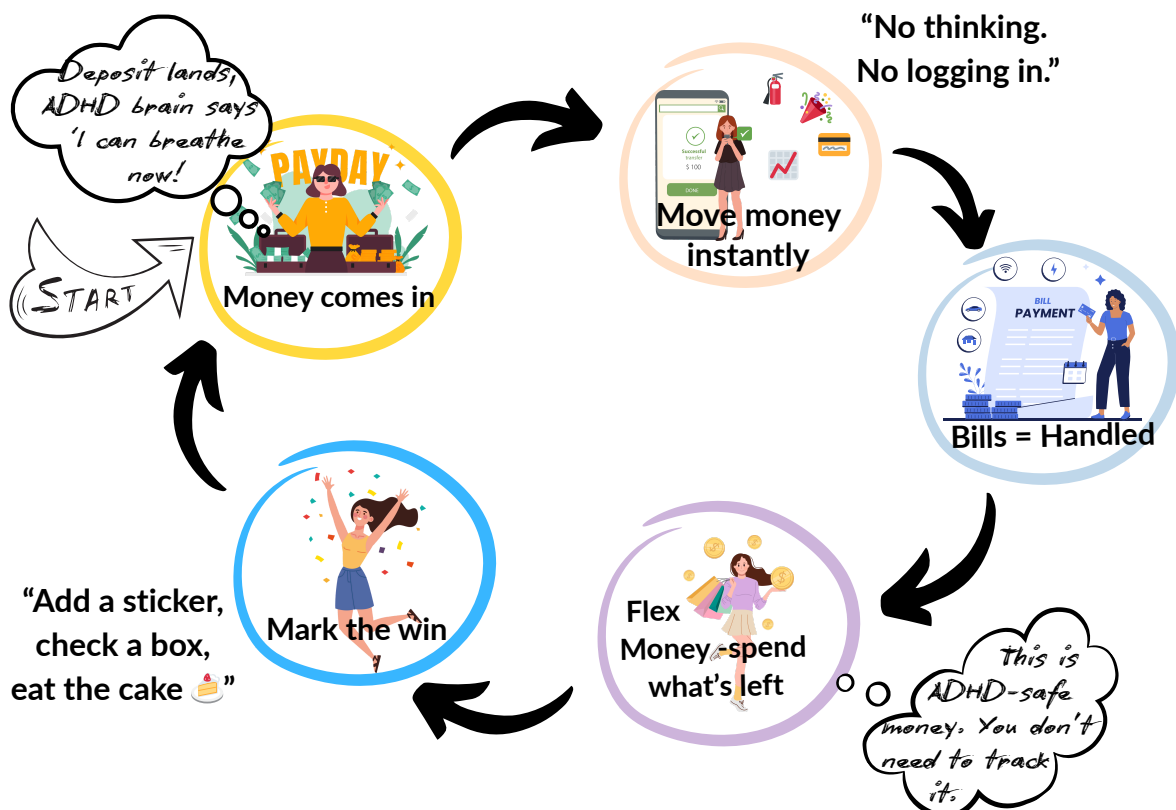 Deposit lands,
ADHD brain says
'I can breathe
now!
START
PAYDAY
Money comes in
“No thinking.
No logging in.”
Successful
transfer
$ 100
DONE
Move money
instantly
BILL
PAYMENT
Bills = Handled
Flex
Money -spend
what’s left
This is
ADHD-safe
money. You don't
need to track
it.
Mark the win
“Add a sticker,
check a box,
eat the cake 🍰”